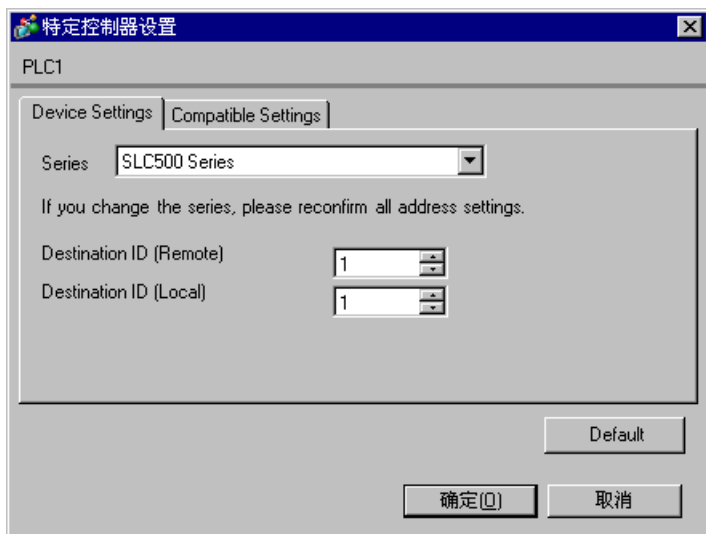 特定控制器设置
PLC1
Device Settings Compatible Settings
Series SLC500 Series
If you change the series, please reconfirm all address settings.
Destination ID (Remote) 1
Destination ID (Local) 1
Default
确定(O) 取消